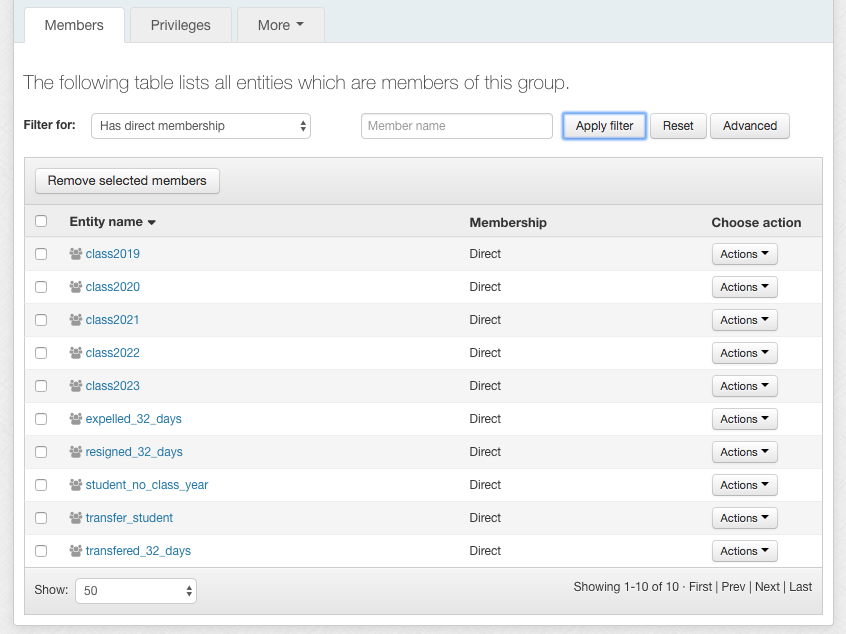 Members Privileges More
The following table lists all entities which are members of this group.
Filter for: Has direct membership Member name Apply filter Reset Advanced
Remove selected members
Entity name Membership Choose action
class2019 Direct Actions
class2020 Direct Actions
class2021 Direct Actions
class2022 Direct Actions
class2023 Direct Actions
expelled_32_days Direct Actions
resigned_32_days Direct Actions
student_no_class_year Direct Actions
transfer_student Direct Actions
transfered_32_days Direct Actions
Show: 50 Showing 1-10 of 10 · First | Prev | Next | Last